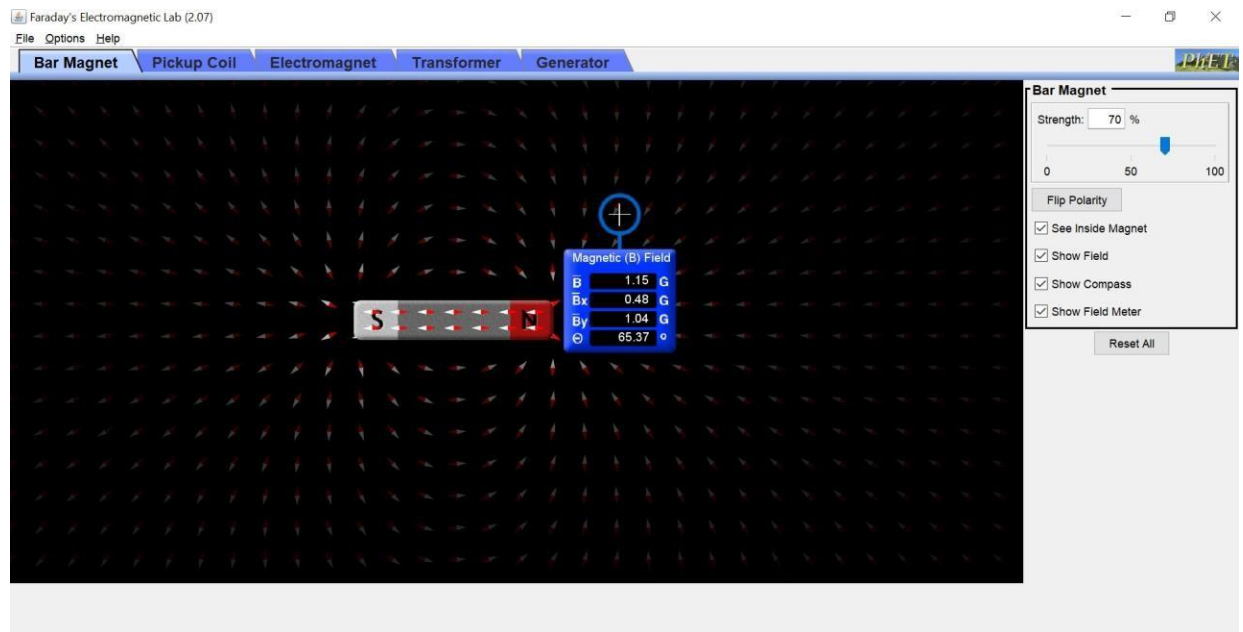 Faraday's Electromagnetic Lab (2.07)
File Options Help
Bar Magnet Pickup Coil Electromagnet Transformer Generator
PhET
Bar Magnet
Strength: 70 %
0 50 100
Flip Polarity
See Inside Magnet
Show Field
Show Compass
Show Field Meter
Reset All
Magnetic (B) Field
B 1.15 G
Bx 0.48 G
By 1.04 G
Θ 65.37 °
S N